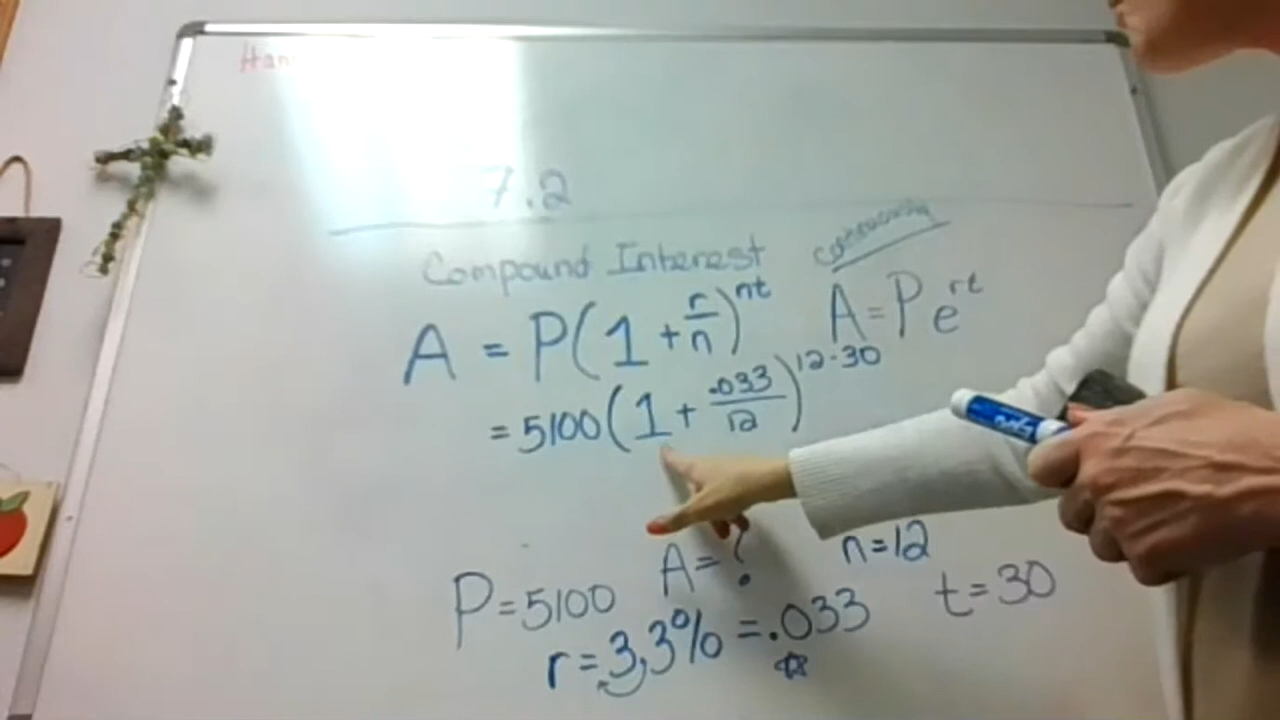 Han
7.2
Compound Interest
A = P(1 + r/n)^nt
A = Pe^rt
= 5100(1 + .033/12)^12·30
A = ?
n = 12
P = 5100
t = 30
r = 3.3% = .033